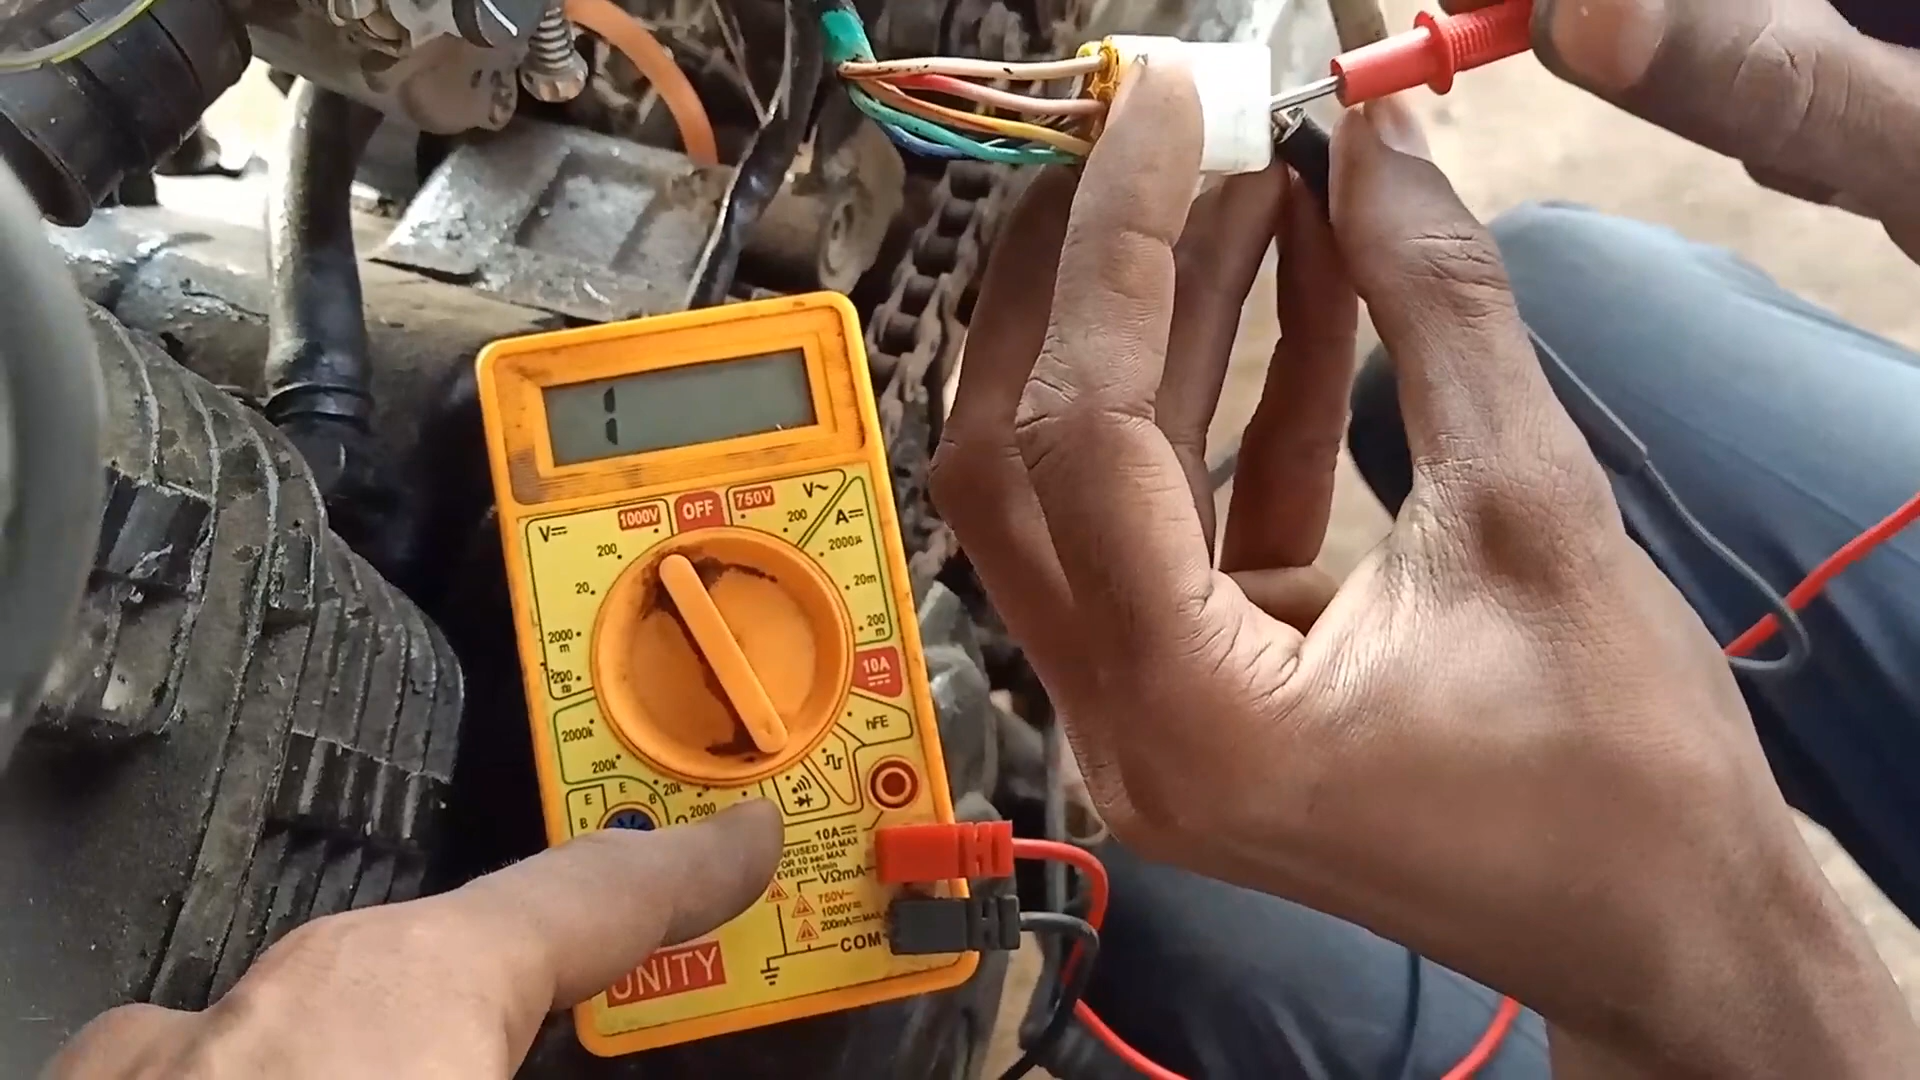 1
V⎓
1000V
OFF
750V
V~
200
A⎓
200
2000µ
20
20m
2000
m
200
m
200
m
10A
2000k
hFE
200k
20k
2000
Ω
E
E
B
B
10A⎓
UNFUSED 10A MAX
FOR 10 sec MAX
EVERY 15min
VΩmA
750V~
1000V⎓
200mA⎓MAX
COM
UNITY